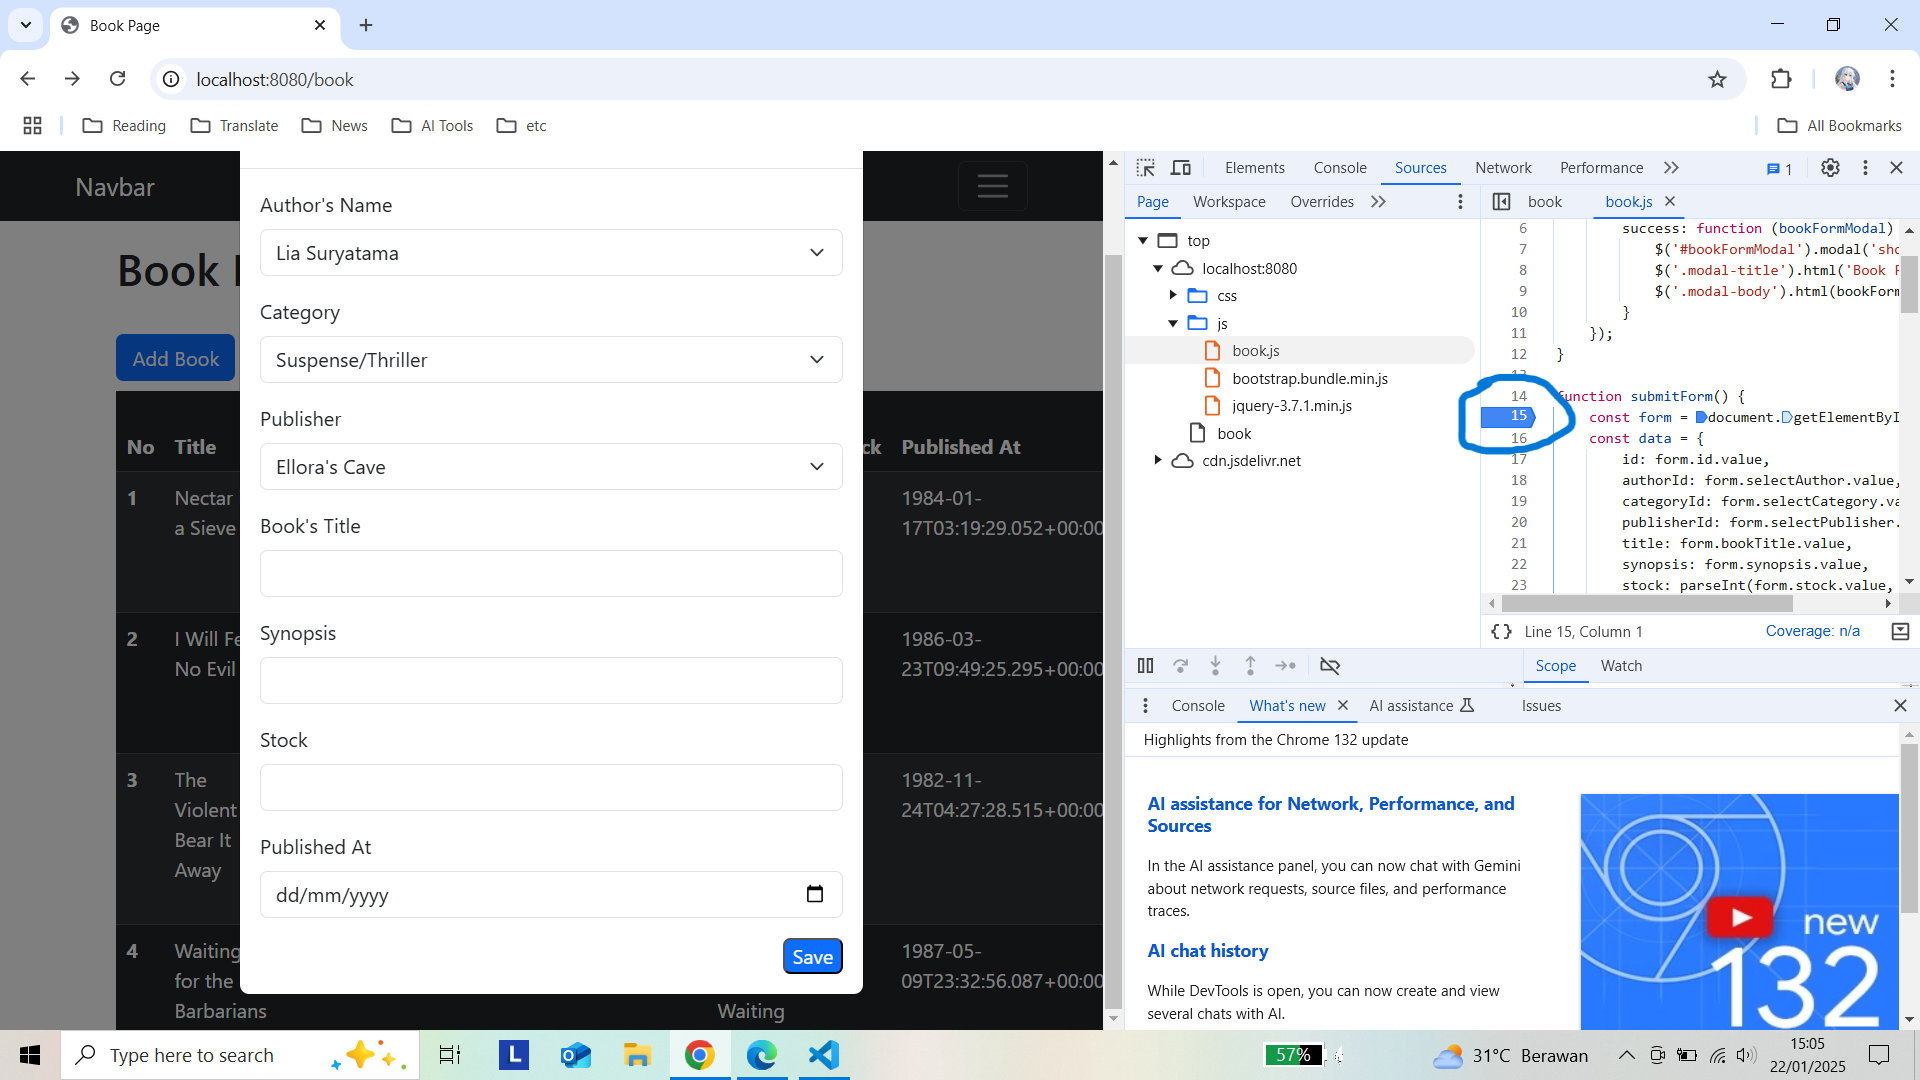 Book Page
localhost:8080/book
Reading
Translate
News
AI Tools
etc
All Bookmarks
Navbar
Book
Add Book
No
Title
ck
Published At
1
Nectar
a Sieve
1984-01-
17T03:19:29.052+00:00
2
I Will Fe
No Evil
1986-03-
23T09:49:25.295+00:00
3
The
Violent
Bear It
Away
1982-11-
24T04:27:28.515+00:00
4
Waiting
for the
Barbarians
Waiting
1987-05-
09T23:32:56.087+00:00
Author's Name
Lia Suryatama
Category
Suspense/Thriller
Publisher
Ellora's Cave
Book's Title
Synopsis
Stock
Published At
dd/mm/yyyy
Save
Elements
Console
Sources
Network
Performance
1
Page
Workspace
Overrides
book
book.js
top
localhost:8080
css
js
book.js
bootstrap.bundle.min.js
jquery-3.7.1.min.js
book
cdn.jsdelivr.net
6 success: function (bookFormModal)
7 $('#bookFormModal').modal('sho
8 $('.modal-title').html('Book F
9 $('.modal-body').html(bookForm
10 }
11 });
12 }
13
14 function submitForm() {
15 const form = document.getElementByI
16 const data = {
17 id: form.id.value,
18 authorId: form.selectAuthor.value,
19 categoryId: form.selectCategory.va
20 publisherId: form.selectPublisher.
21 title: form.bookTitle.value,
22 synopsis: form.synopsis.value,
23 stock: parseInt(form.stock.value,
{} Line 15, Column 1
Coverage: n/a
Scope
Watch
Console
What's new
AI assistance
Issues
Highlights from the Chrome 132 update
AI assistance for Network, Performance, and
Sources
In the AI assistance panel, you can now chat with Gemini
about network requests, source files, and performance
traces.
AI chat history
While DevTools is open, you can now create and view
several chats with AI.
new
132
Type here to search
L
57%
31°C Berawan
15:05
22/01/2025